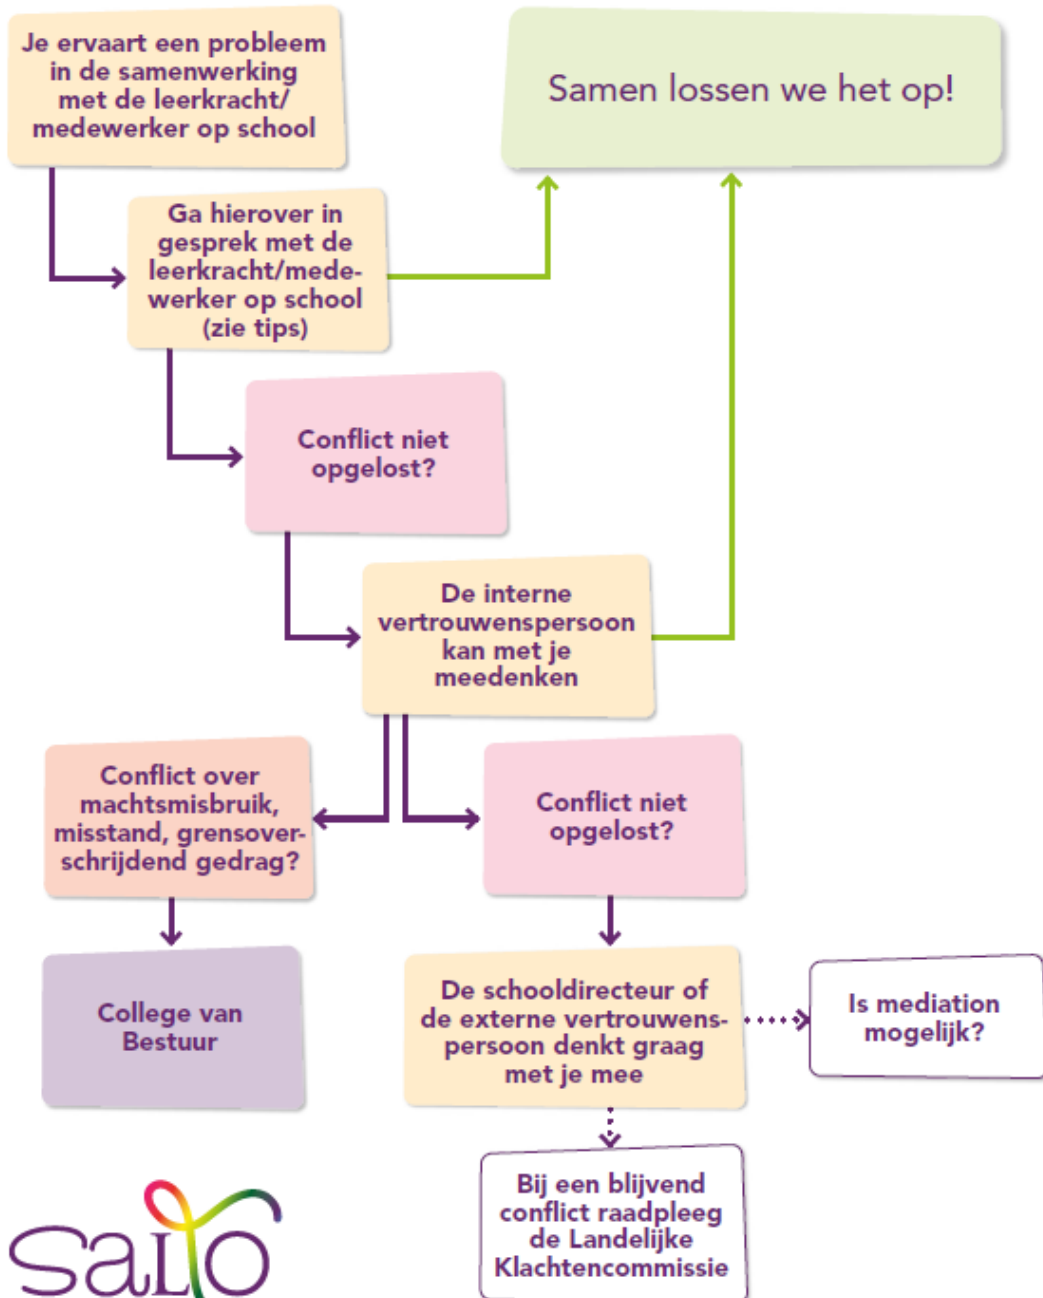 Je ervaart een probleem
in de samenwerking
met de leerkracht/
medewerker op school
Samen lossen we het op!
Ga hierover in
gesprek met de
leerkracht/mede-
werker op school
(zie tips)
Conflict niet
opgelost?
De interne
vertrouwenspersoon
kan met je
meedenken
Conflict over
machtsmisbruik,
misstand, grensover-
schrijdend gedrag?
Conflict niet
opgelost?
College van
Bestuur
De schooldirecteur of
de externe vertrouwens-
persoon denkt graag
met je mee
Is mediation
mogelijk?
Bij een blijvend
conflict raadpleeg
de Landelijke
Klachtencommissie
salto